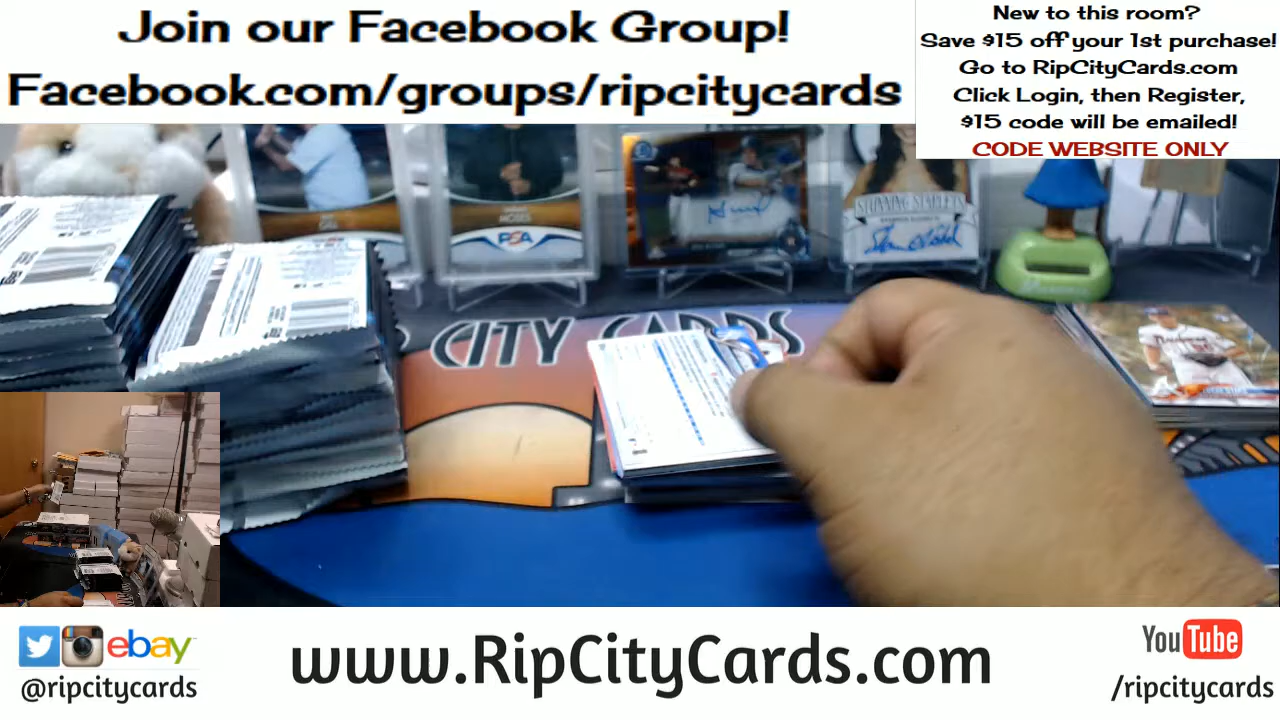 Join our Facebook Group!
Facebook.com/groups/ripcitycards
New to this room?
Save $15 off your 1st purchase!
Go to RipCityCards.com
Click Login, then Register,
$15 code will be emailed!
CODE WEBSITE ONLY
PSA
STUNNING STARLETS
CITY CARDS
ebay
@ripcitycards
www.RipCityCards.com
YouTube
/ripcitycards